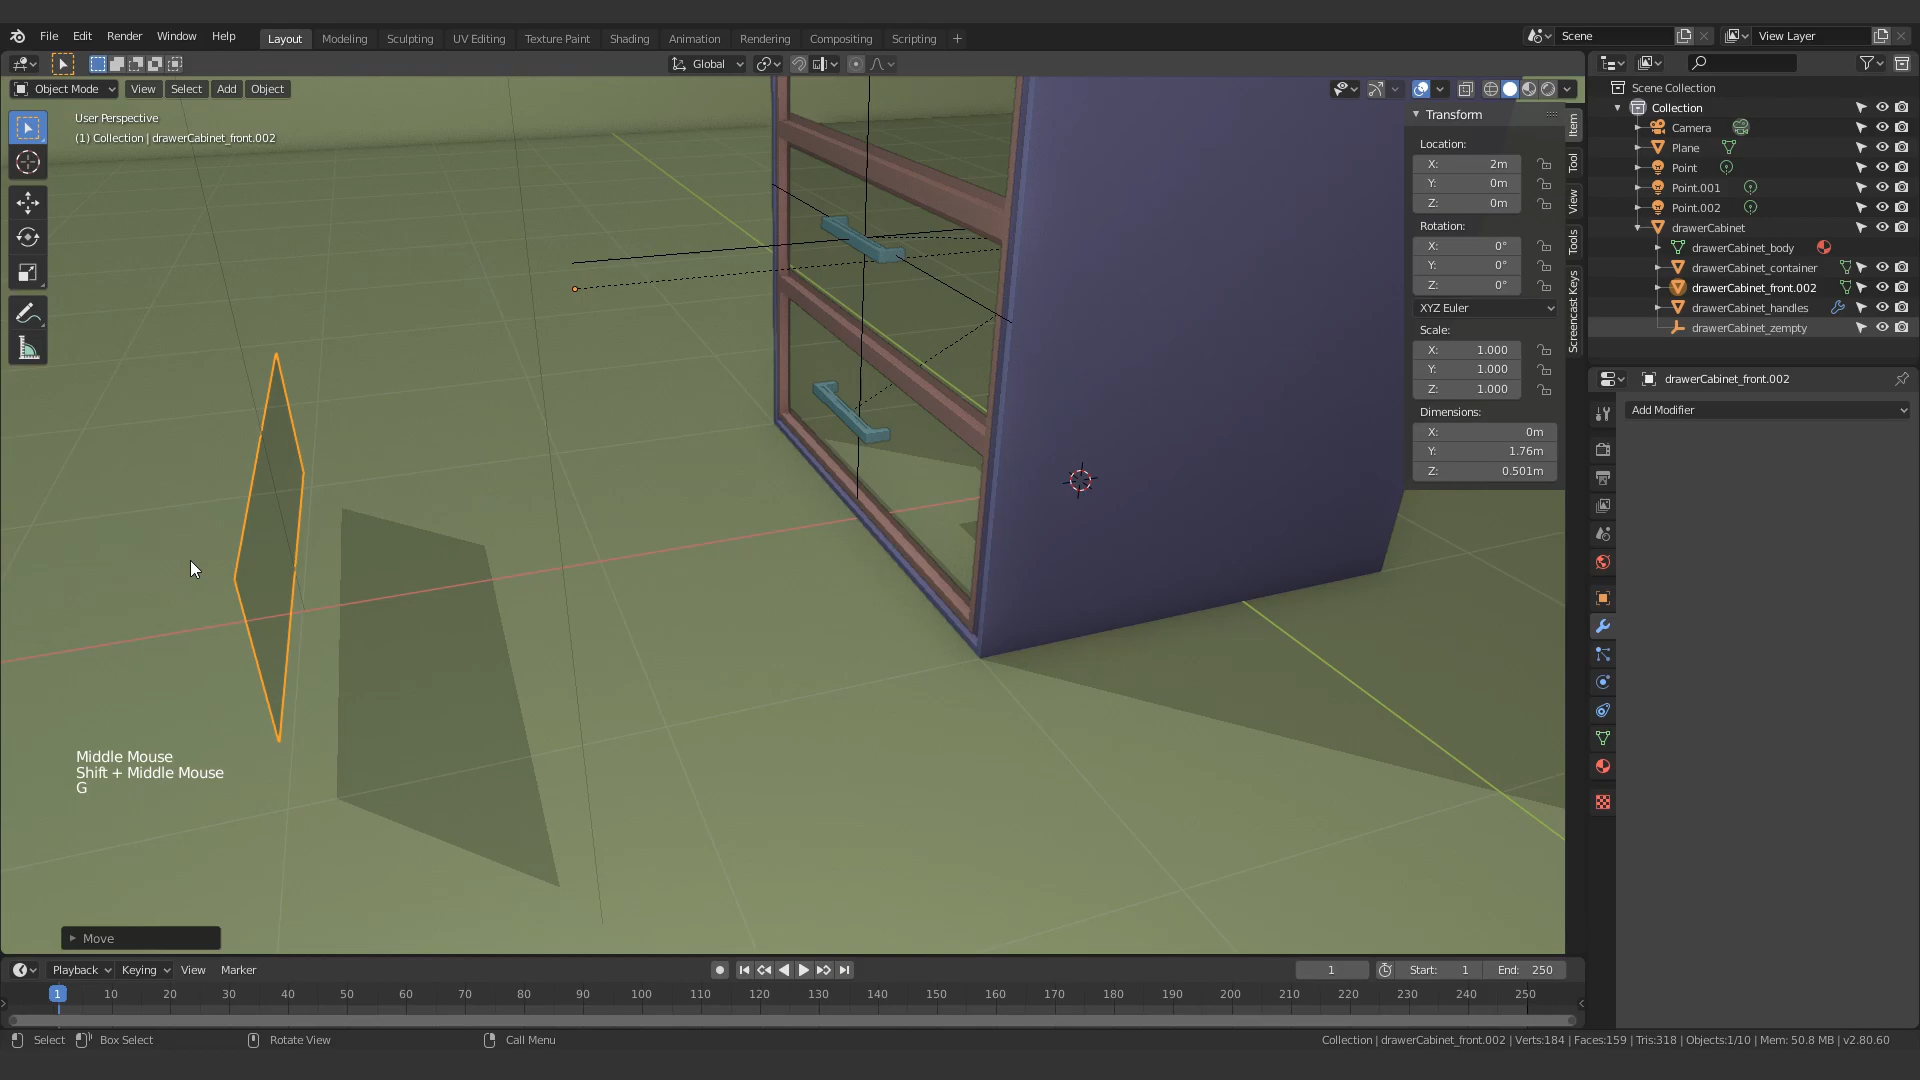 File Edit Render Window Help Layout Modeling Sculpting UV Editing Texture Paint Shading Animation Rendering Compositing Scripting + Scene View Layer
Global
Object Mode View Select Add Object
User Perspective
(1) Collection | drawerCabinet_front.002
Transform
Location:
X: 2m
Y: 0m
Z: 0m
Rotation:
X: 0°
Y: 0°
Z: 0°
XYZ Euler
Scale:
X: 1.000
Y: 1.000
Z: 1.000
Dimensions:
X: 0m
Y: 1.76m
Z: 0.501m
Item
Tool
View
Tools
Screencast Keys
Scene Collection
Collection
Camera
Plane
Point
Point.001
Point.002
drawerCabinet
drawerCabinet_body
drawerCabinet_container
drawerCabinet_front.002
drawerCabinet_handles
drawerCabinet_zempty
drawerCabinet_front.002
Add Modifier
Middle Mouse
Shift + Middle Mouse
G
Move
Playback Keying View Marker 1 Start: 1 End: 250
1 10 20 30 40 50 60 70 80 90 100 110 120 130 140 150 160 170 180 190 200 210 220 230 240 250
Select Box Select Rotate View Call Menu Collection | drawerCabinet_front.002 | Verts:184 | Faces:159 | Tris:318 | Objects:1/10 | Mem: 50.8 MB | v2.80.60